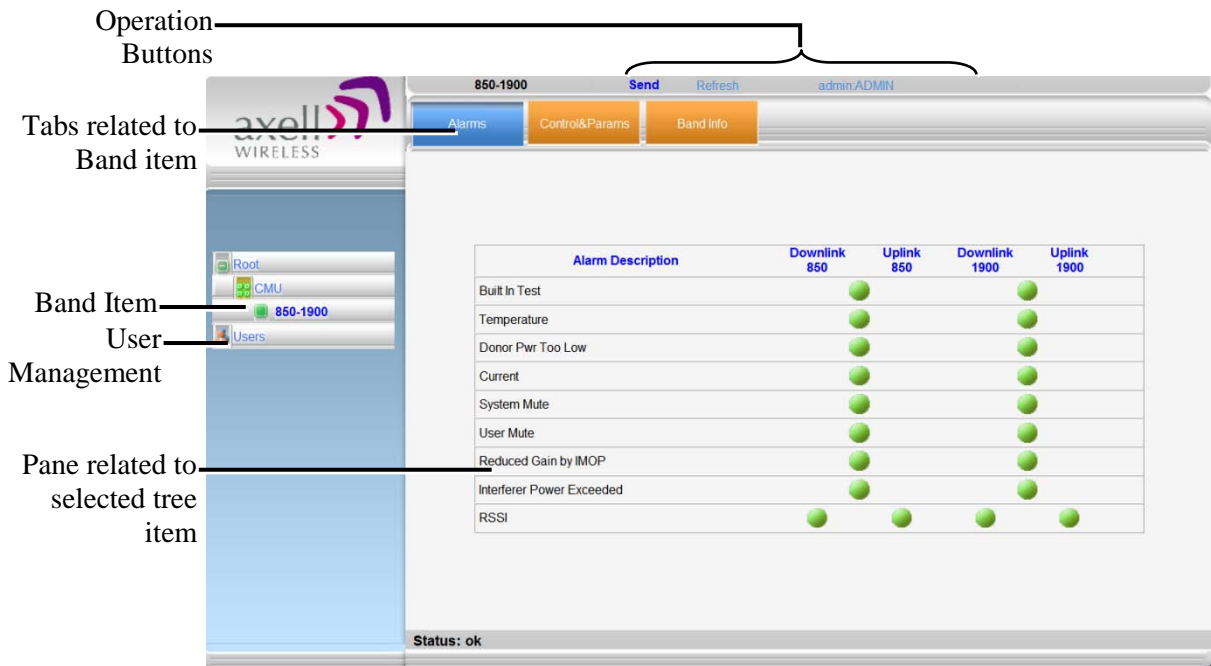 Operation
Buttons
850-1900 Send Refresh admin:ADMIN
axell
WIRELESS
Tabs related to
Band item
Alarms Control&Params Band Info
Alarm Description Downlink 850 Uplink 850 Downlink 1900 Uplink 1900
Root
CMU
Band Item
850-1900
User
Management
Users
Built In Test
Temperature
Donor Pwr Too Low
Current
System Mute
User Mute
Pane related to
selected tree
item
Reduced Gain by IMOP
Interferer Power Exceeded
RSSI
Status: ok